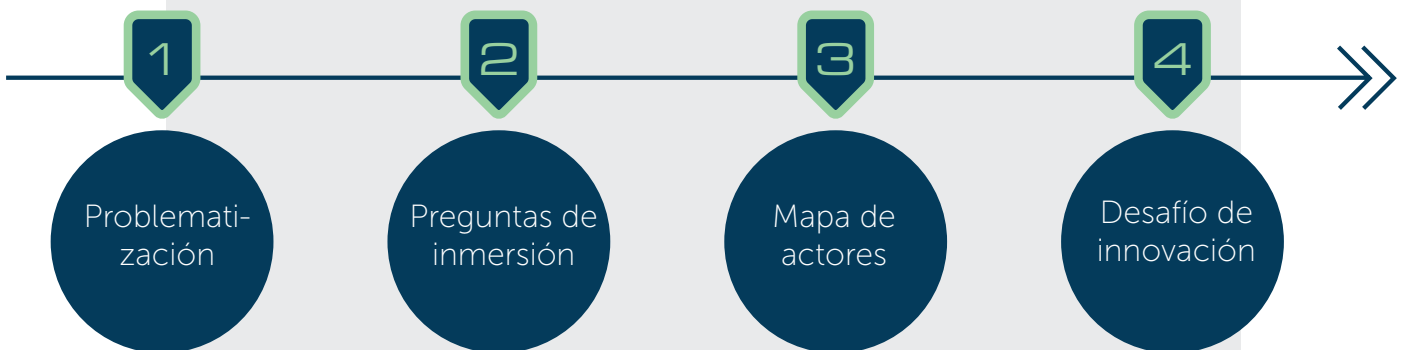 1
2
3
4
Problemati-
zación
Preguntas de
inmersión
Mapa de
actores
Desafío de
innovación